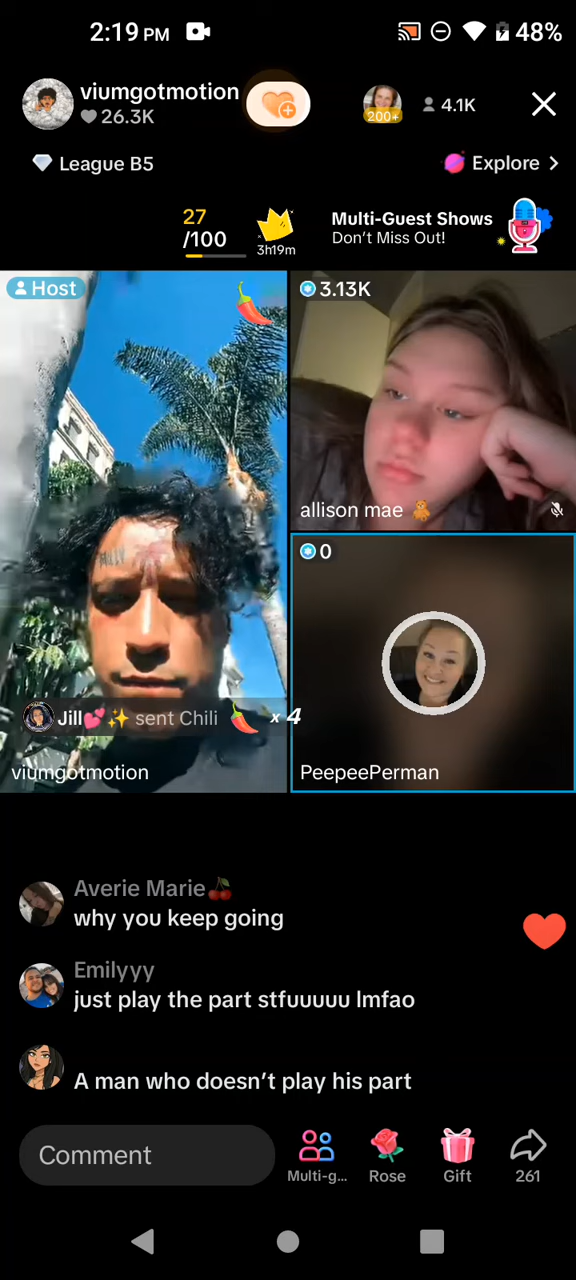 2:19 PM 48%
viumgotmotion
26.3K
200+
4.1K
League B5
Explore >
27
/100
3h19m
Multi-Guest Shows
Don't Miss Out!
Host
3.13K
allison mae
0
Jill sent Chili x 4
viumgotmotion
PeepeePerman
Averie Marie
why you keep going
Emilyyy
just play the part stfuuuuu lmfao
A man who doesn’t play his part
Comment
Multi-g...
Rose
Gift
261